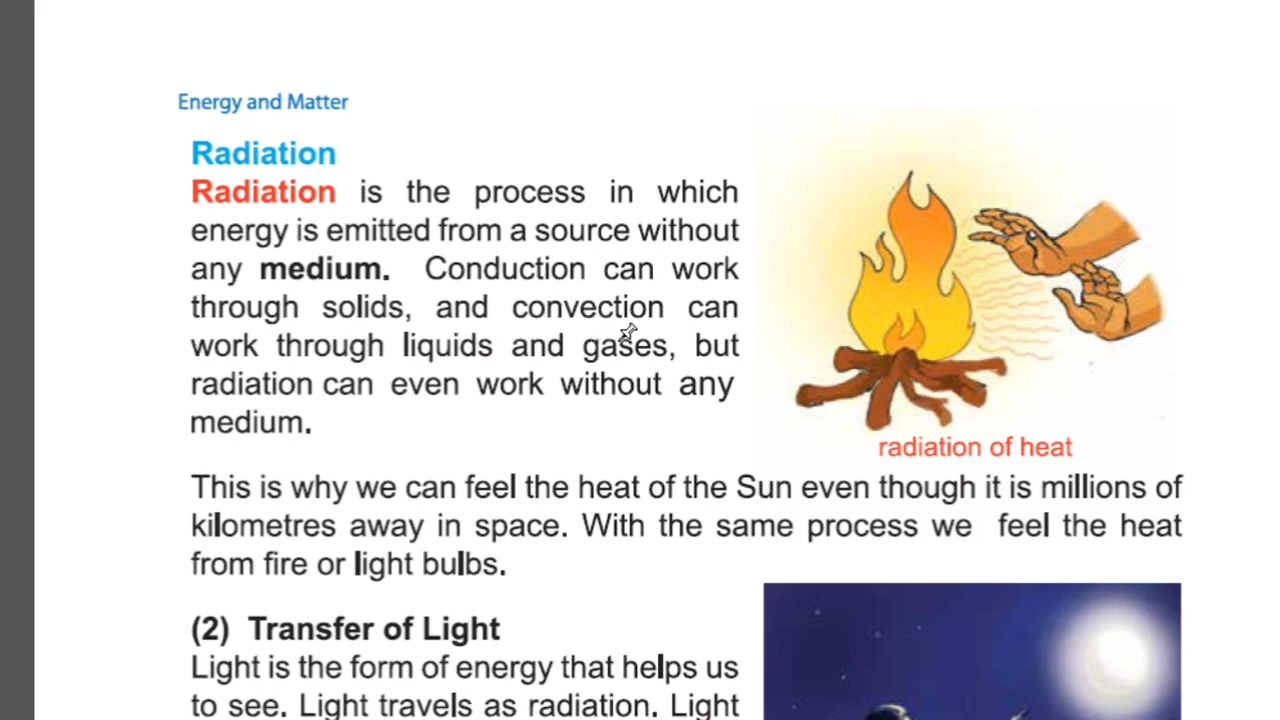 Energy and Matter
Radiation
Radiation is the process in which
energy is emitted from a source without
any medium. Conduction can work
through solids, and convection can
work through liquids and gases, but
radiation can even work without any
medium.
radiation of heat
This is why we can feel the heat of the Sun even though it is millions of
kilometres away in space. With the same process we feel the heat
from fire or light bulbs.
(2) Transfer of Light
Light is the form of energy that helps us
to see. Light travels as radiation. Light